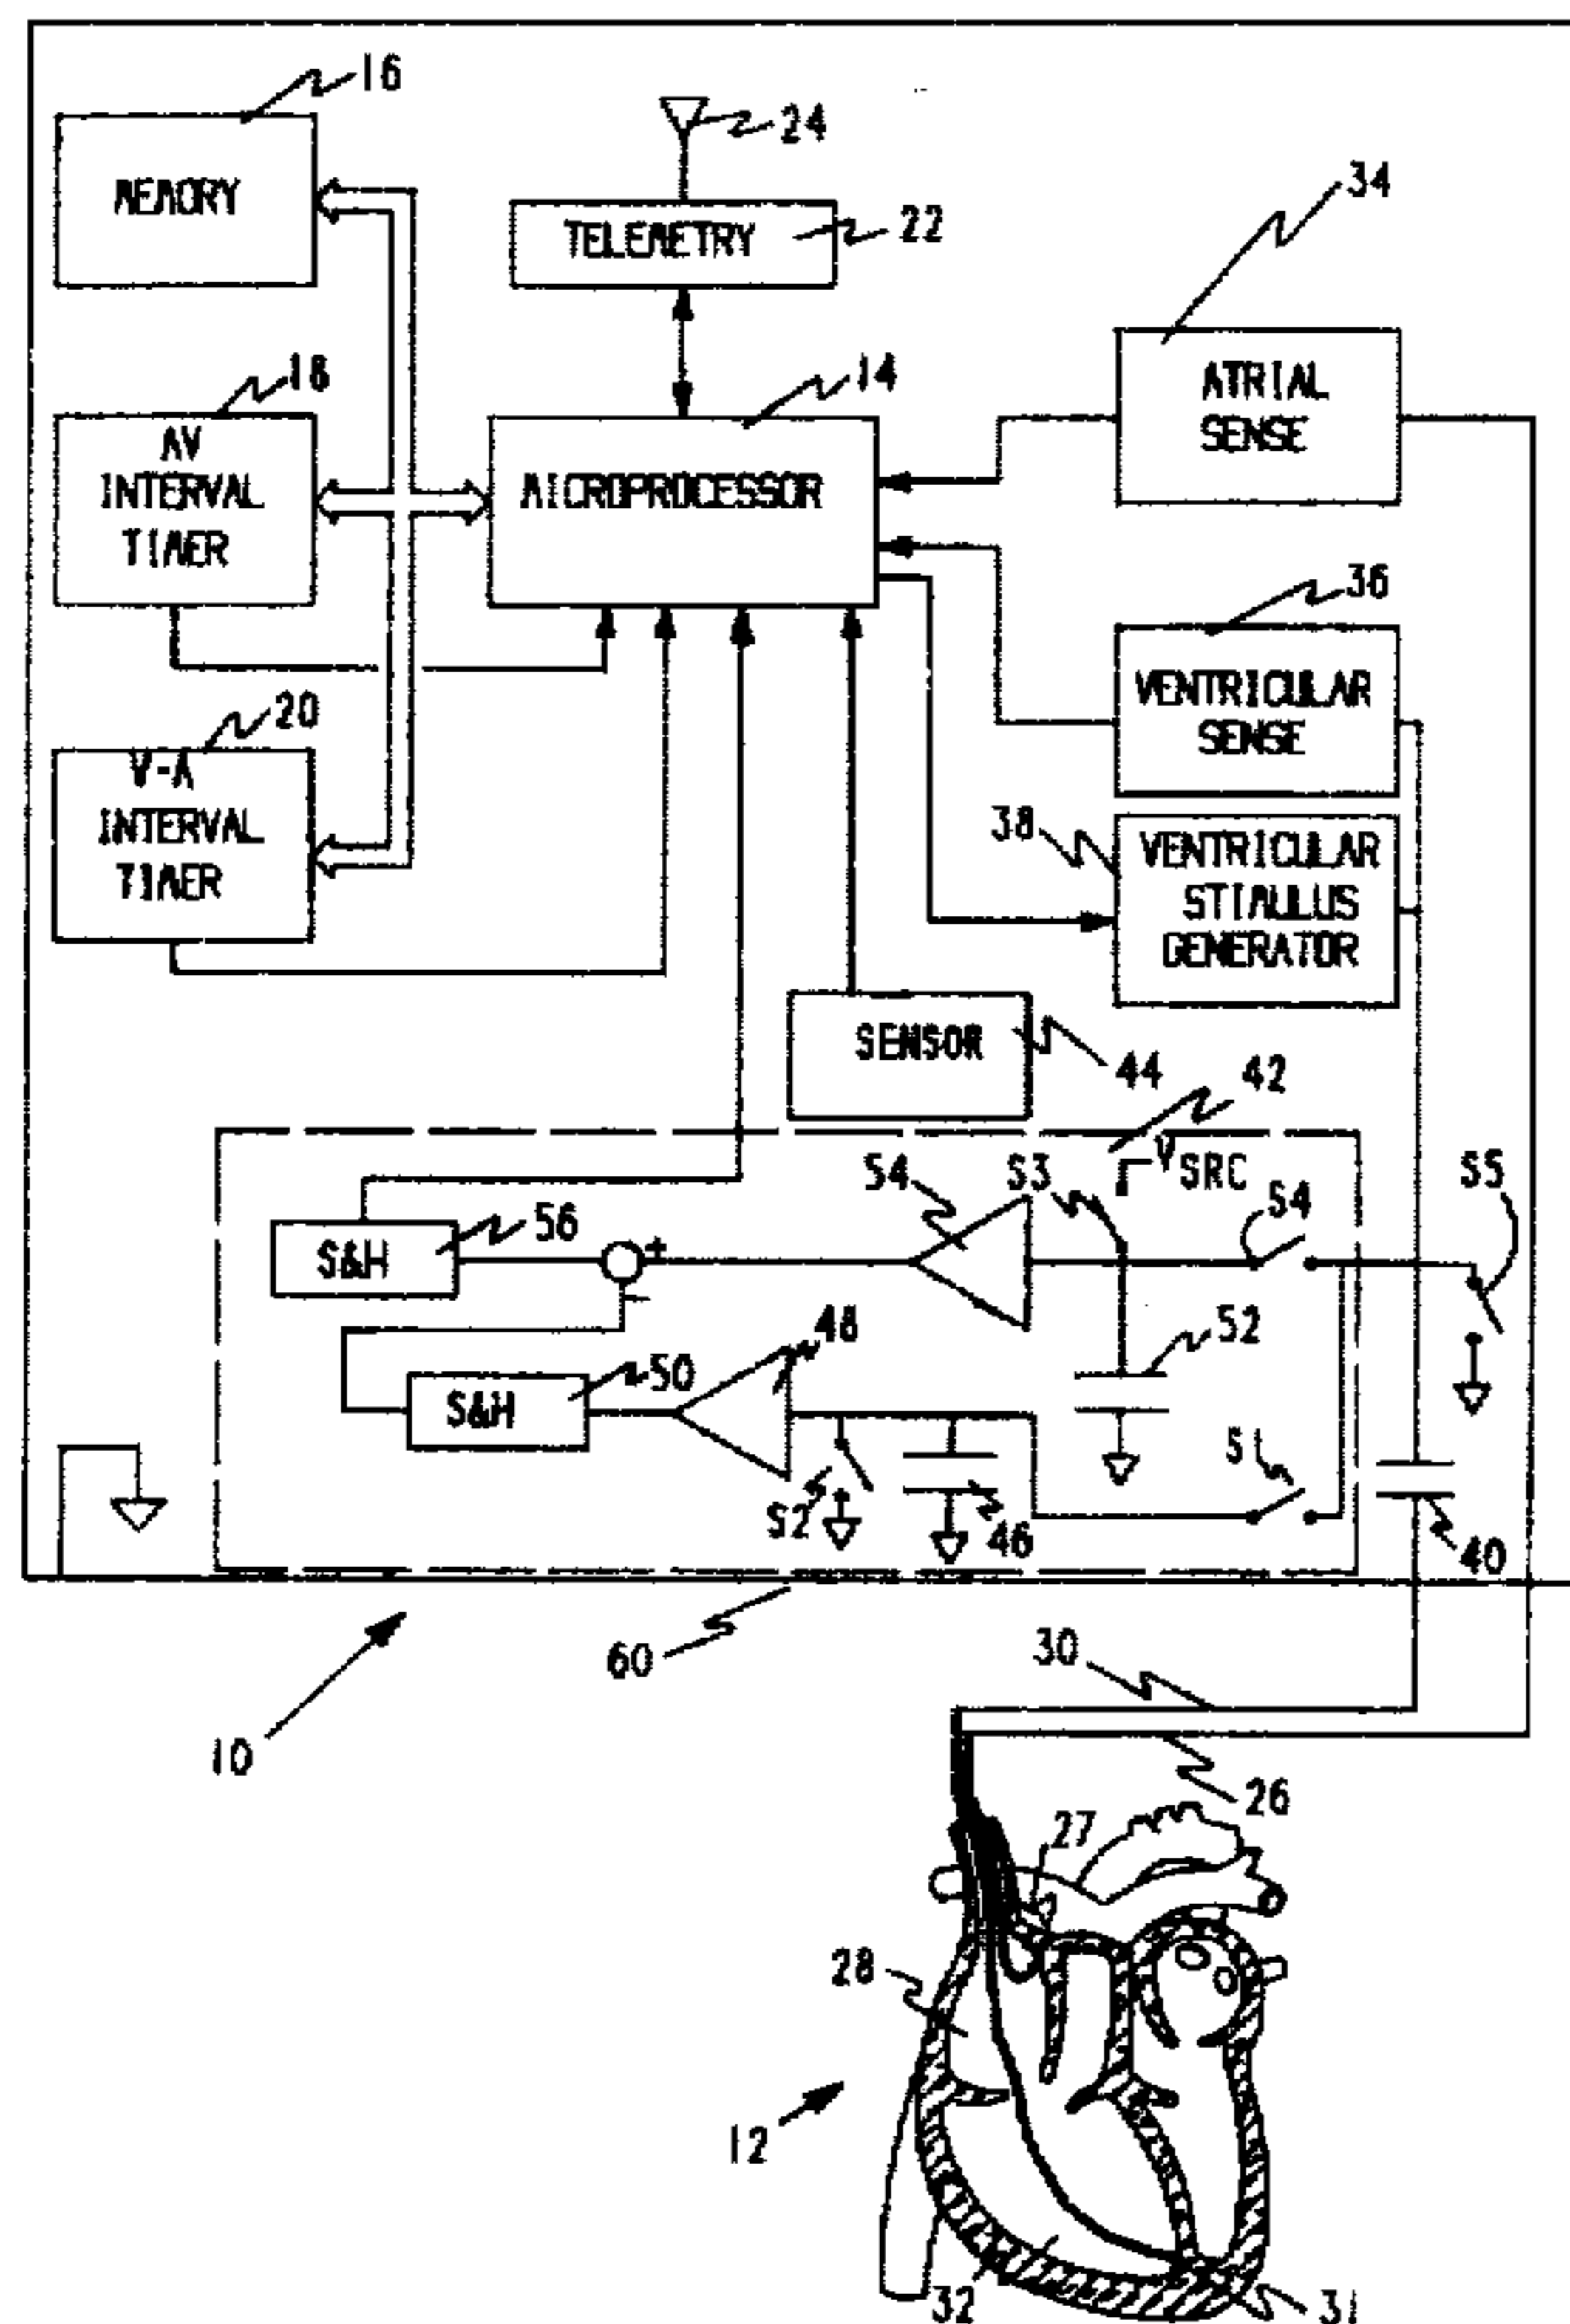 16
24
MEMORY
TELEMETRY
22
34
18
14
ATRIAL
SENSE
AV
INTERVAL
TIMER
MICROPROCESSOR
36
20
VENTRICULAR
SENSE
V-A
INTERVAL
TIMER
38
VENTRICULAR
STIMULUS
GENERATOR
SENSOR
44
42
54
S3
V SRC
S4
S5
56
S&H
+
−
48
52
50
S&H
S1
S2
46
40
60
30
10
26
27
28
12
32
31